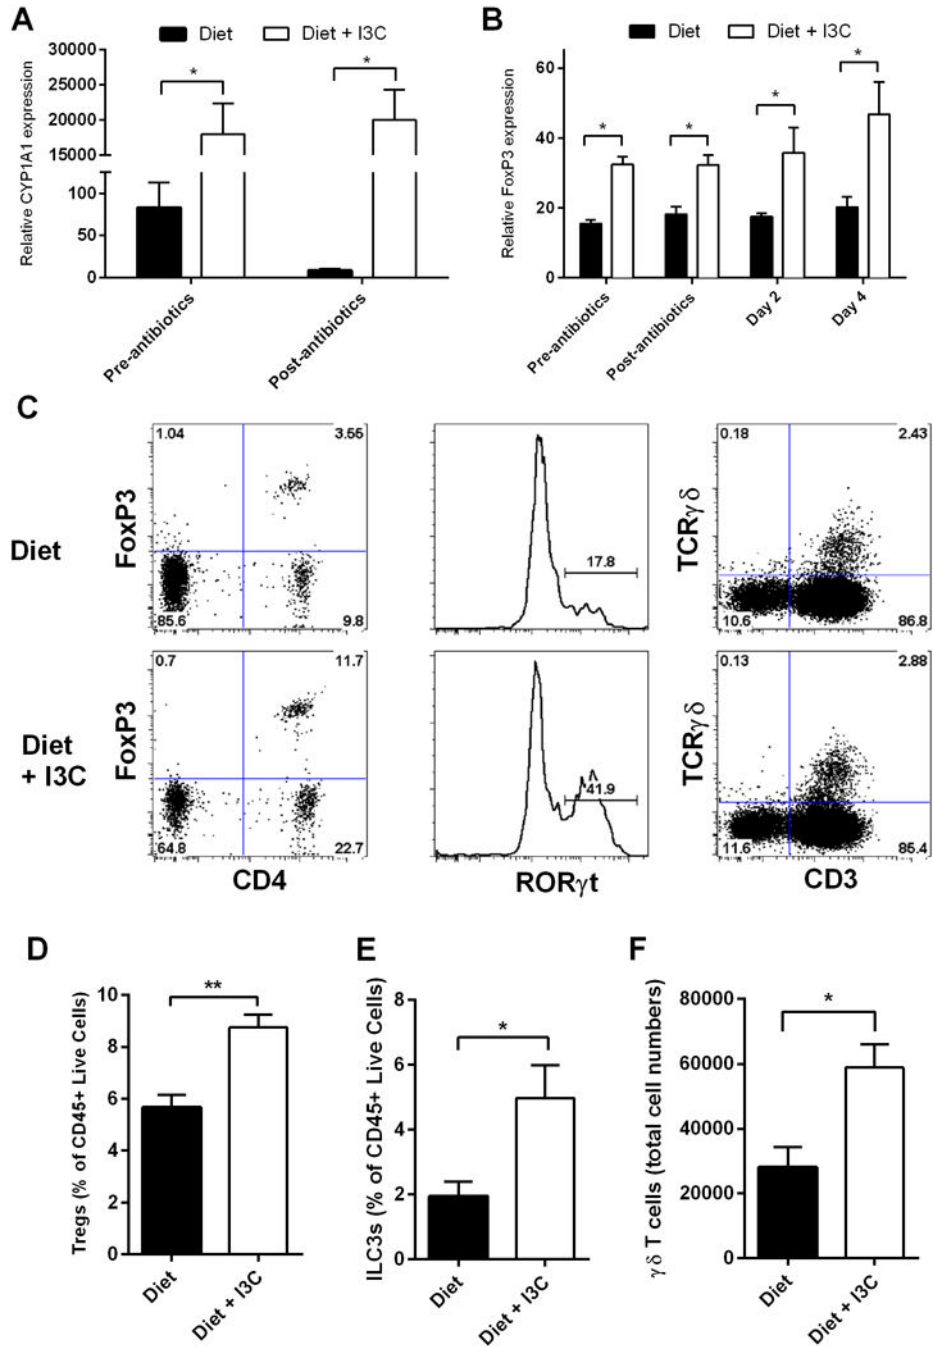 A
Diet
Diet + I3C
Relative CYP1A1 expression
30000
25000
20000
15000
100
50
0
*
*
Pre-antibiotics
Post-antibiotics
B
Diet
Diet + I3C
Relative FoxP3 expression
60
40
20
0
*
*
*
*
Pre-antibiotics
Post-antibiotics
Day 2
Day 4
C
Diet
FoxP3
1.04
3.56
85.6
9.8
17.8
TCRγδ
0.18
2.43
10.6
86.8
Diet
+ I3C
FoxP3
0.7
11.7
64.8
22.7
CD4
41.9
RORγt
TCRγδ
0.13
2.88
11.6
85.4
CD3
D
Tregs (% of CD45+ Live Cells)
10
8
6
4
2
0
**
Diet
Diet + I3C
E
ILC3s (% of CD45+ Live Cells)
8
6
4
2
0
*
Diet
Diet + I3C
F
γδ T cells (total cell numbers)
80000
60000
40000
20000
0
*
Diet
Diet + I3C